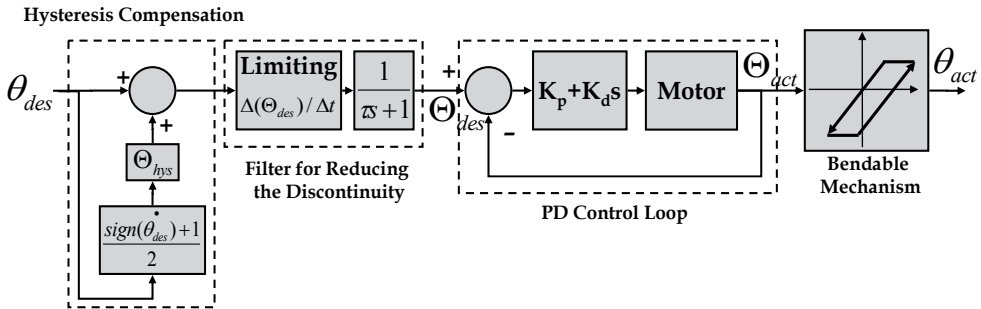 Hysteresis Compensation
θdes
+
+
Θhys
sign(θ̇des)+1
2
Limiting
Δ(Θdes)/Δt
1
τs+1
Filter for Reducing
the Discontinuity
+
Θdes
-
Kp+Kds
Motor
Θact
PD Control Loop
θact
Bendable
Mechanism